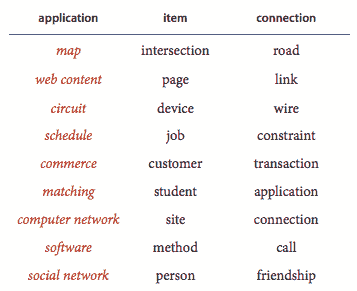 application item connection
map intersection road
web content page link
circuit device wire
schedule job constraint
commerce customer transaction
matching student application
computer network site connection
software method call
social network person friendship